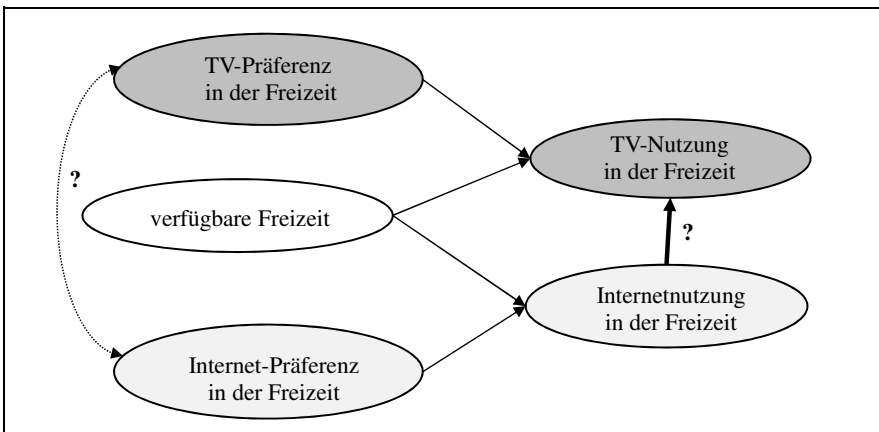 TV-Präferenz
in der Freizeit
TV-Nutzung
in der Freizeit
?
verfügbare Freizeit
?
Internetnutzung
in der Freizeit
Internet-Präferenz
in der Freizeit